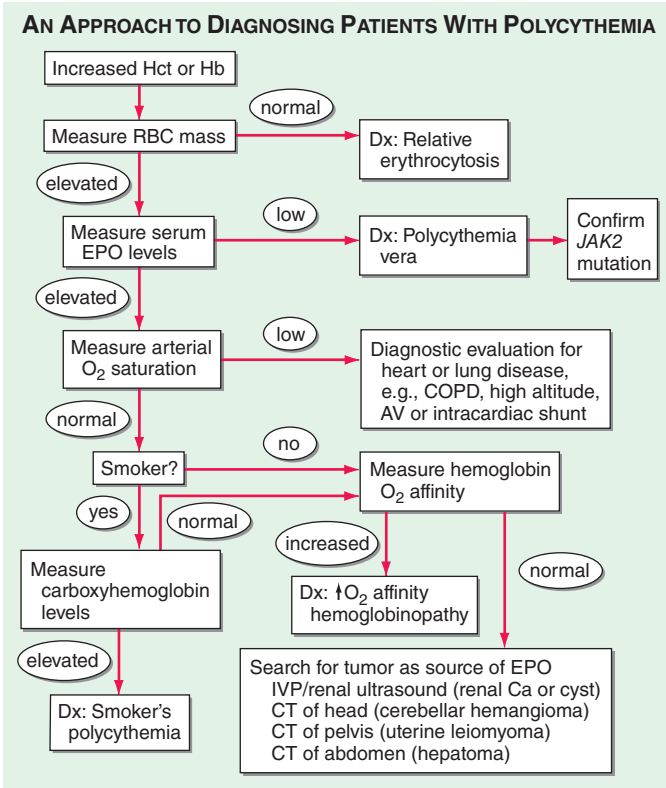 AN APPROACH TO DIAGNOSING PATIENTS WITH POLYCYTHEMIA
Increased Hct or Hb
normal
Measure RBC mass
Dx: Relative
erythrocytosis
elevated
low
Measure serum
EPO levels
Dx: Polycythemia
vera
Confirm
JAK2
mutation
elevated
low
Measure arterial
O2 saturation
Diagnostic evaluation for
heart or lung disease,
e.g., COPD, high altitude,
AV or intracardiac shunt
normal
no
Smoker?
Measure hemoglobin
O2 affinity
yes
normal
increased
normal
Measure
carboxyhemoglobin
levels
Dx: ↑O2 affinity
hemoglobinopathy
elevated
Dx: Smoker's
polycythemia
Search for tumor as source of EPO
IVP/renal ultrasound (renal Ca or cyst)
CT of head (cerebellar hemangioma)
CT of pelvis (uterine leiomyoma)
CT of abdomen (hepatoma)